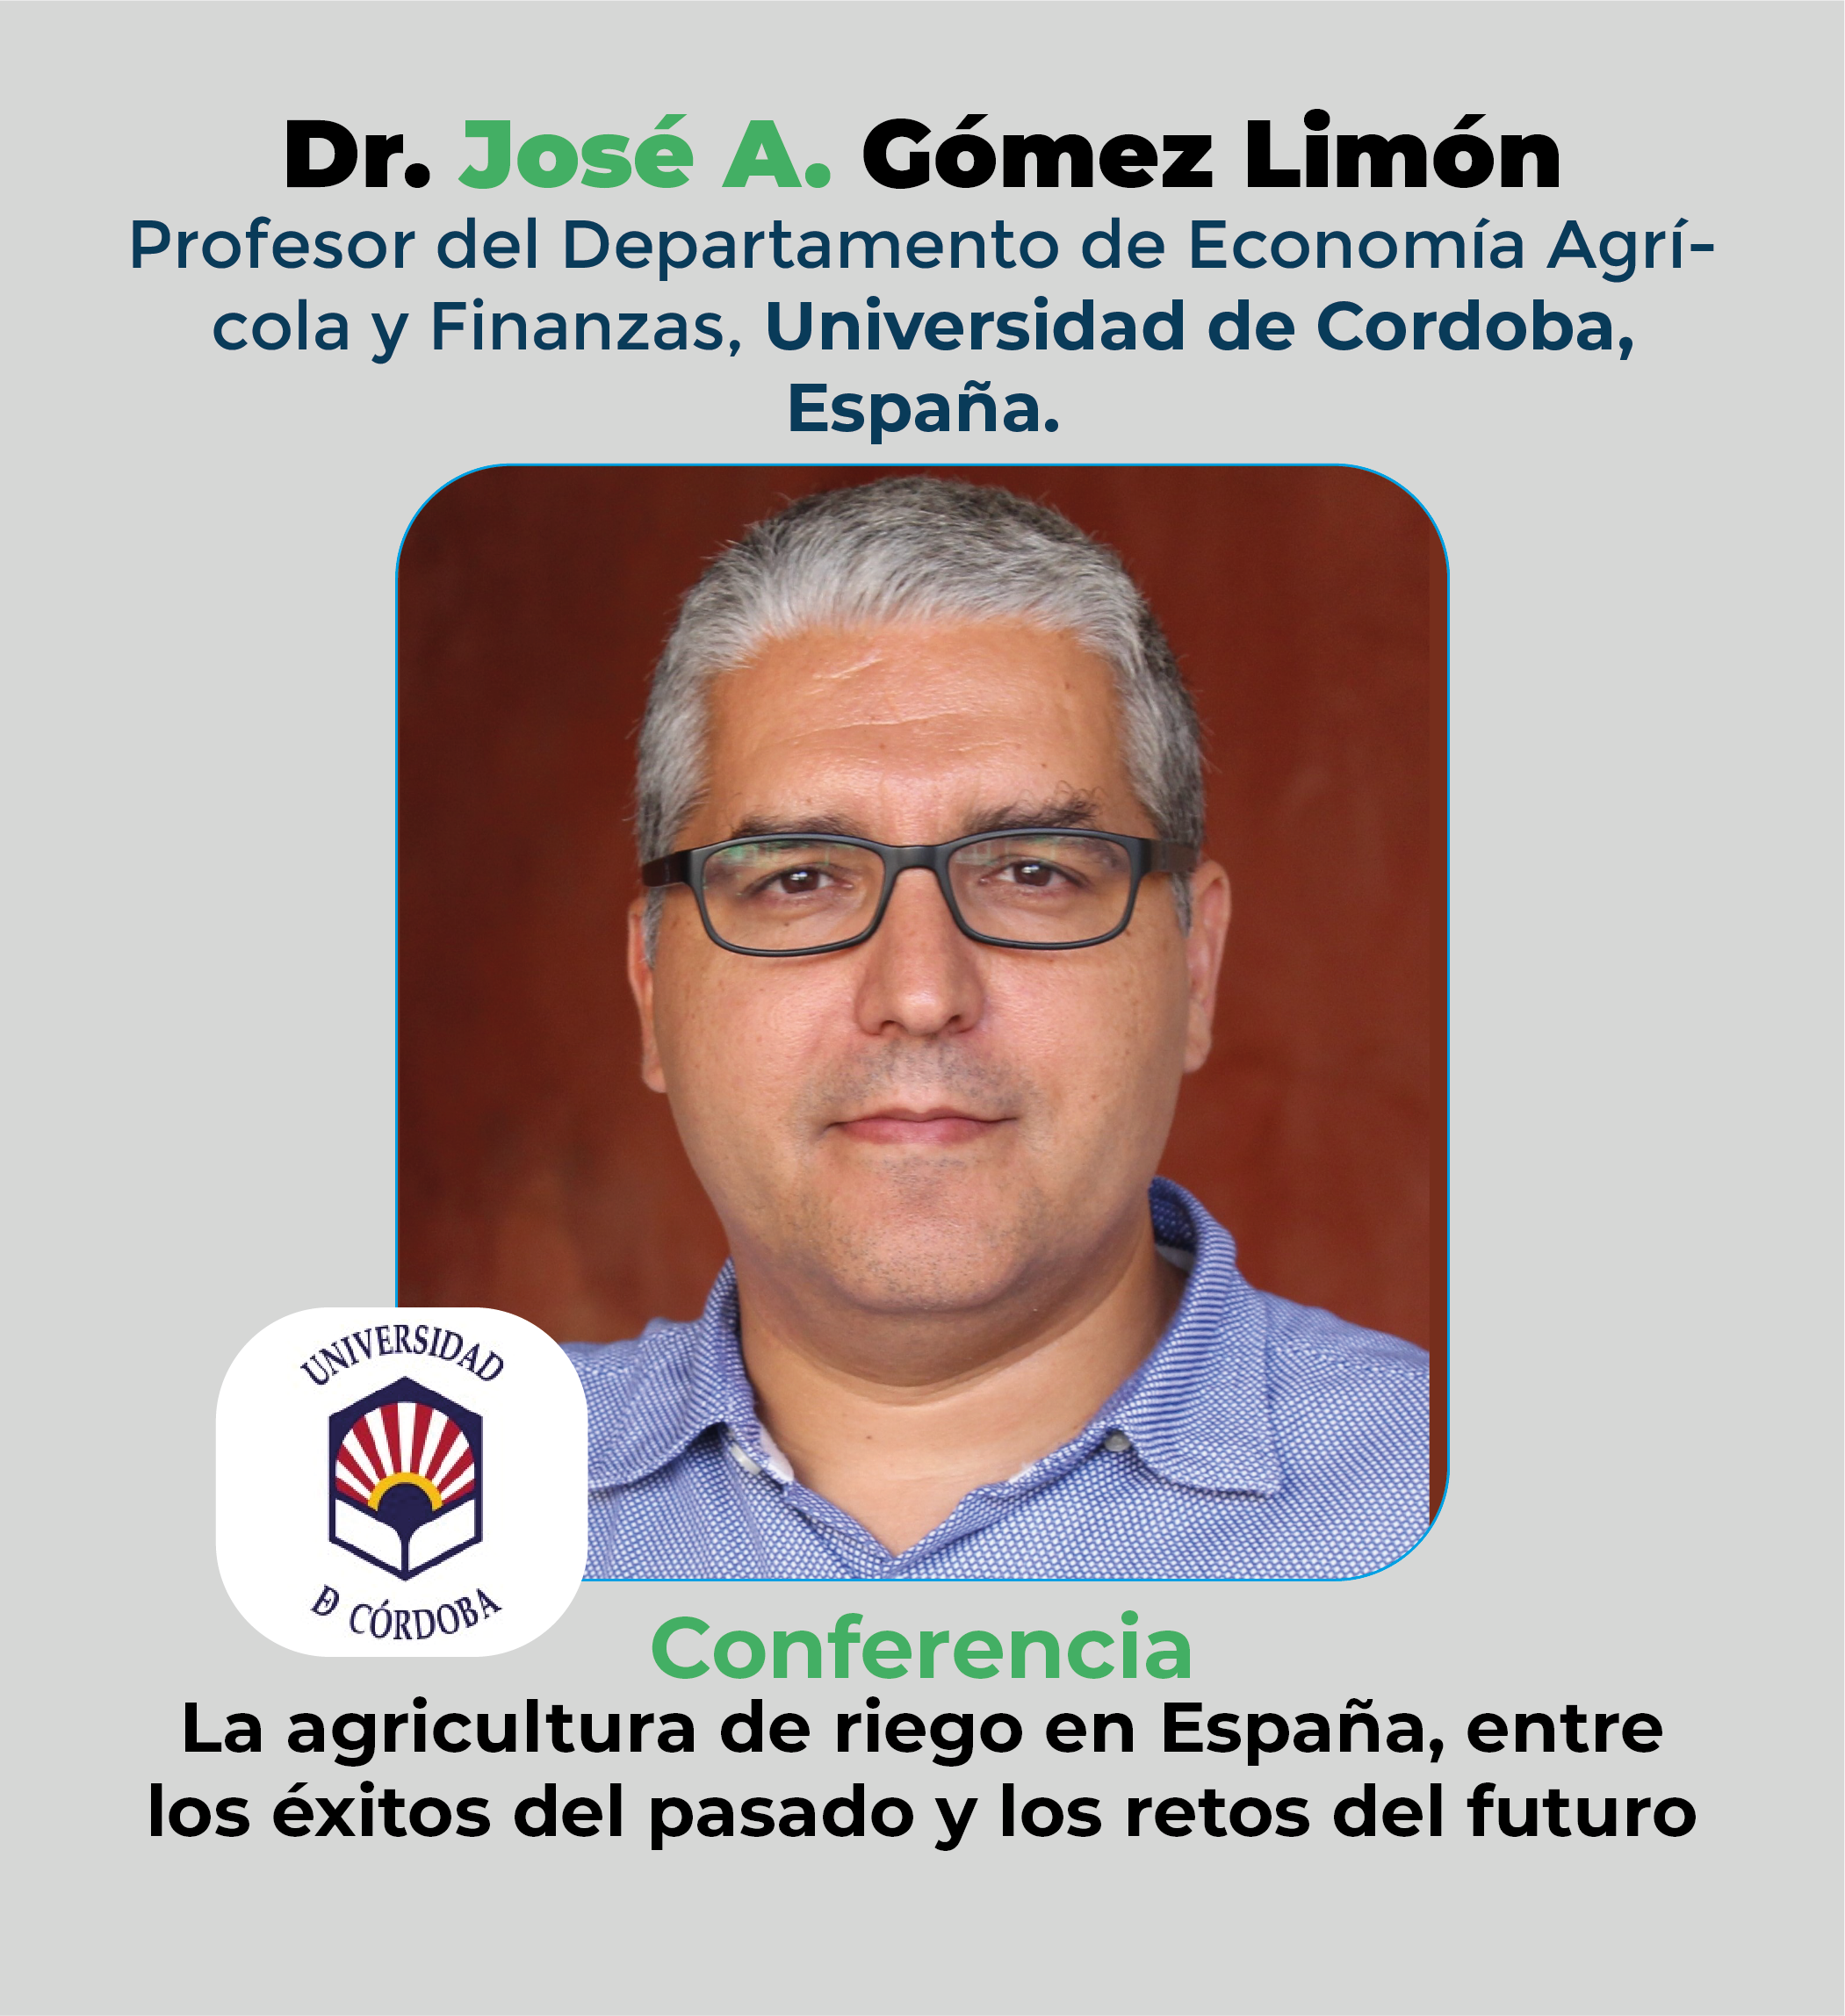 Dr. José A. Gómez Limón
Profesor del Departamento de Economía Agrí-
cola y Finanzas, Universidad de Cordoba,
España.
UNIVERSIDAD
DE CÓRDOBA
Conferencia
La agricultura de riego en España, entre
los éxitos del pasado y los retos del futuro